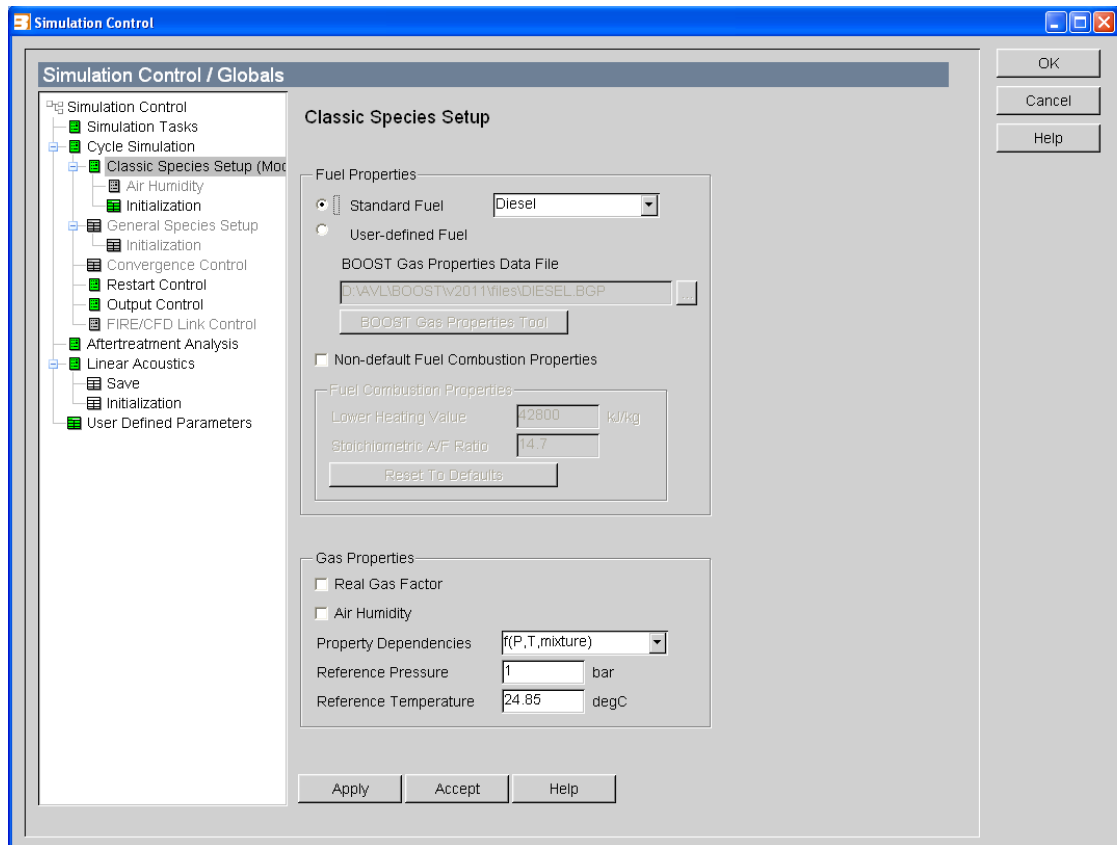 Simulation Control
Simulation Control / Globals
OK
Cancel
Help
Simulation Control
Simulation Tasks
Cycle Simulation
Classic Species Setup (Moc
Air Humidity
Initialization
General Species Setup
Initialization
Convergence Control
Restart Control
Output Control
FIRE/CFD Link Control
Aftertreatment Analysis
Linear Acoustics
Save
Initialization
User Defined Parameters
Classic Species Setup
Fuel Properties
Standard Fuel Diesel
User-defined Fuel
BOOST Gas Properties Data File
D:\AVL\BOOST\v2011\files\DIESEL.BGP ...
BOOST Gas Properties Tool
Non-default Fuel Combustion Properties
Fuel Combustion Properties
Lower Heating Value 42800 kJ/kg
Stoichiometric A/F Ratio 14.7
Reset To Defaults
Gas Properties
Real Gas Factor
Air Humidity
Property Dependencies f(P,T,mixture)
Reference Pressure 1 bar
Reference Temperature 24.85 degC
Apply Accept Help